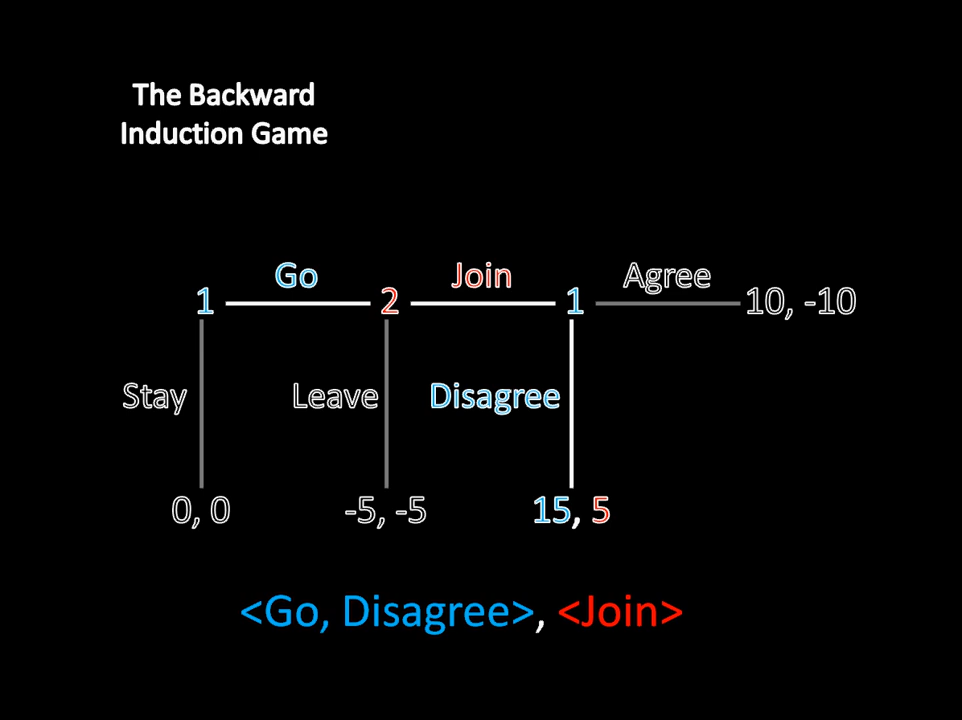 The Backward
Induction Game
Go
Join
Agree
1
2
1
10, -10
Stay
Leave
Disagree
0, 0
-5, -5
15, 5
<Go, Disagree>, <Join>